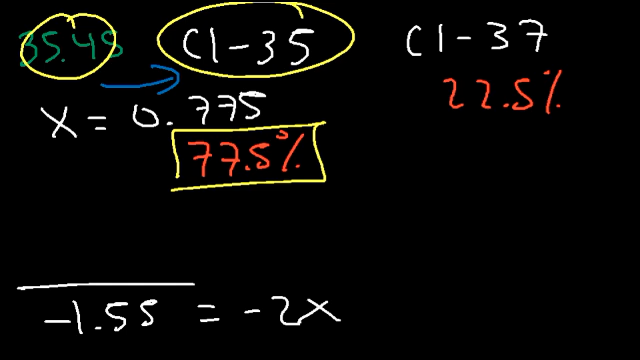 35.45 Cl-35 Cl-37
x = 0.775 22.5%
77.5%
-1.55 = -2x